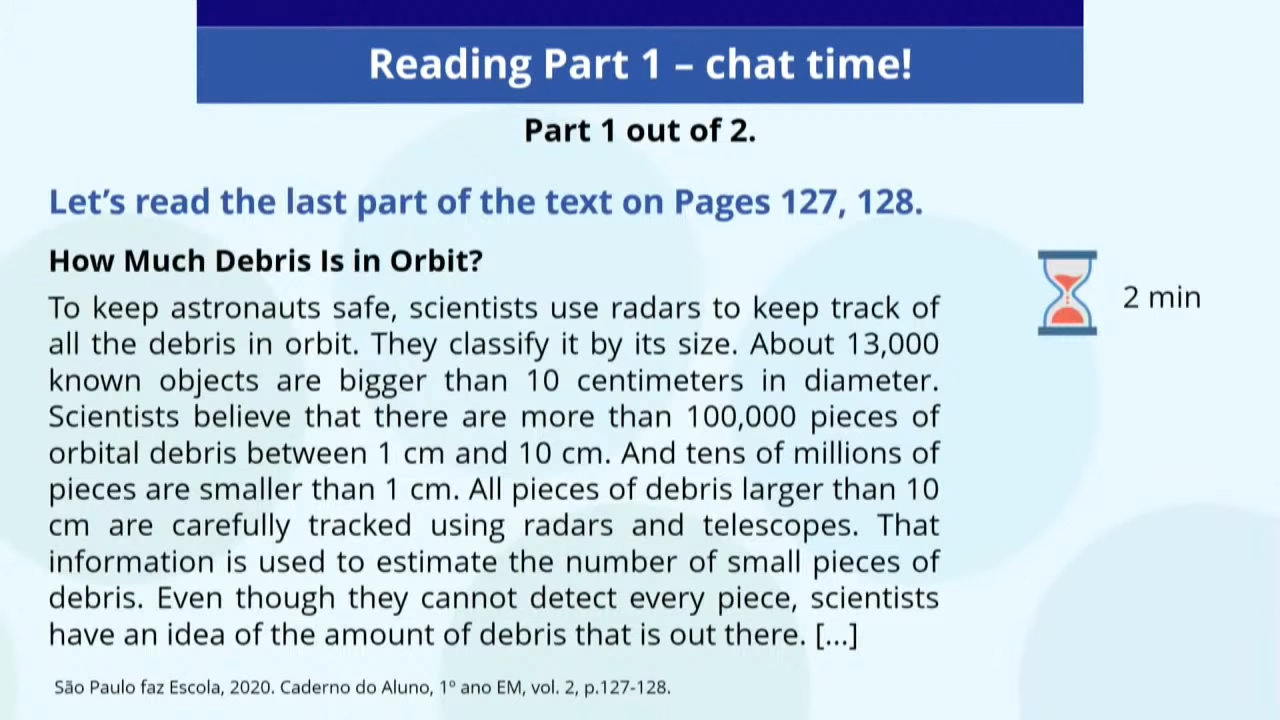 Reading Part 1 – chat time!
Part 1 out of 2.
Let's read the last part of the text on Pages 127, 128.
How Much Debris Is in Orbit?
To keep astronauts safe, scientists use radars to keep track of
all the debris in orbit. They classify it by its size. About 13,000
known objects are bigger than 10 centimeters in diameter.
Scientists believe that there are more than 100,000 pieces of
orbital debris between 1 cm and 10 cm. And tens of millions of
pieces are smaller than 1 cm. All pieces of debris larger than 10
cm are carefully tracked using radars and telescopes. That
information is used to estimate the number of small pieces of
debris. Even though they cannot detect every piece, scientists
have an idea of the amount of debris that is out there. [...]
2 min
São Paulo faz Escola, 2020. Caderno do Aluno, 1º ano EM, vol. 2, p.127-128.